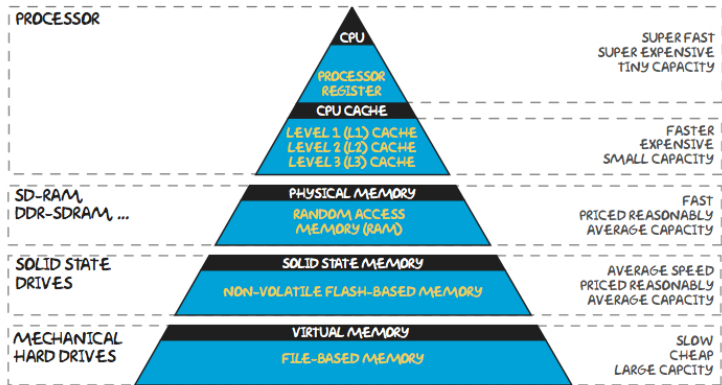 PROCESSOR
CPU
PROCESSOR
REGISTER
SUPER FAST
SUPER EXPENSIVE
TINY CAPACITY
CPU CACHE
LEVEL 1 (L1) CACHE
LEVEL 2 (L2) CACHE
LEVEL 3 (L3) CACHE
FASTER
EXPENSIVE
SMALL CAPACITY
SD-RAM,
DDR-SDRAM, ...
PHYSICAL MEMORY
RANDOM ACCESS
MEMORY (RAM)
FAST
PRICED REASONABLY
AVERAGE CAPACITY
SOLID STATE
DRIVES
SOLID STATE MEMORY
NON-VOLATILE FLASH-BASED MEMORY
AVERAGE SPEED
PRICED REASONABLY
AVERAGE CAPACITY
MECHANICAL
HARD DRIVES
VIRTUAL MEMORY
FILE-BASED MEMORY
SLOW
CHEAP
LARGE CAPCITY